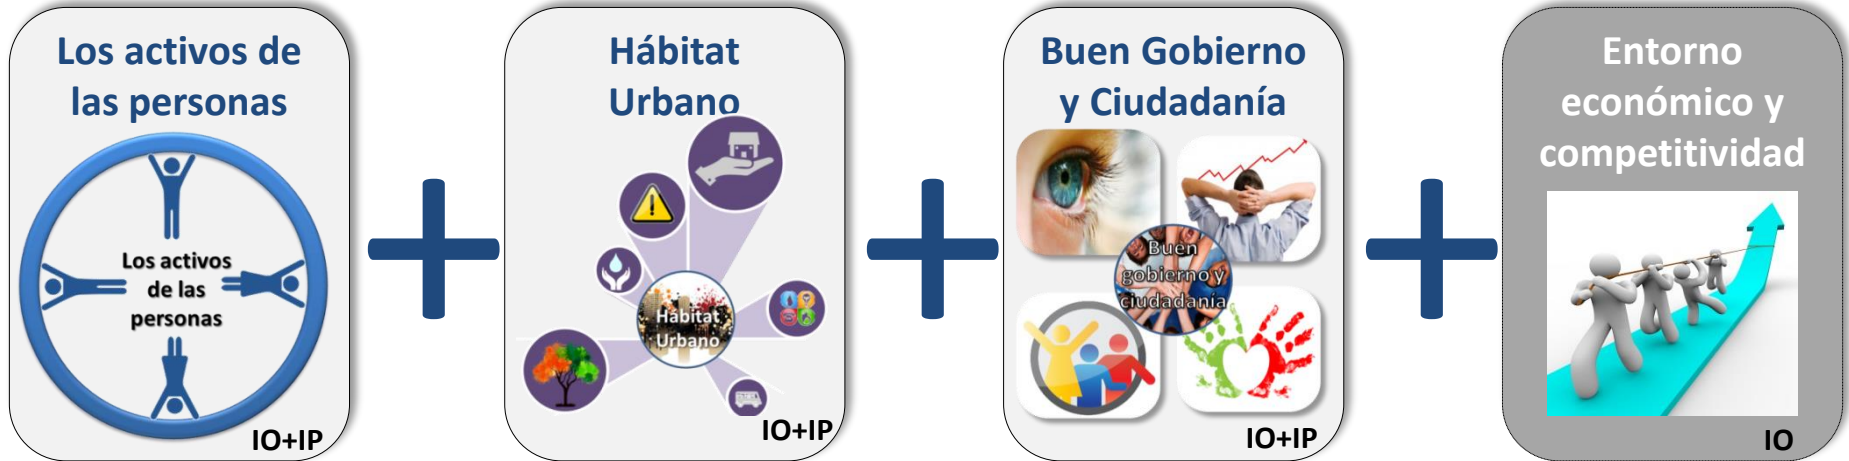 Los activos de
las personas
Los activos
de las
personas
IO+IP
Hábitat
Urbano
Hábitat
Urbano
IO+IP
Buen Gobierno
y Ciudadanía
Buen
gobierno y
ciudadanía
IO+IP
Entorno
económico y
competitividad
IO